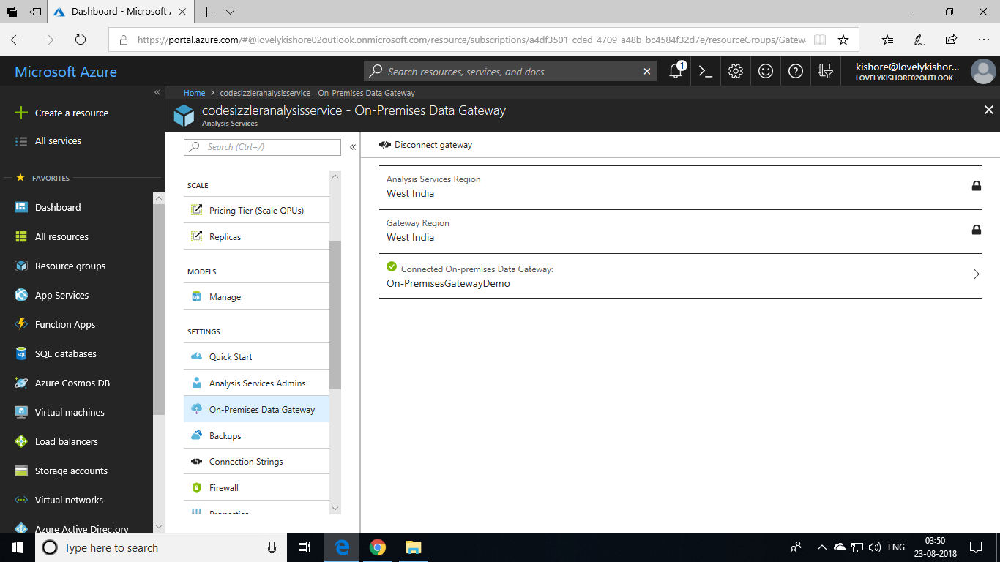 Dashboard - Microsoft A
https://portal.azure.com/#@lovelykishore02outlook.onmicrosoft.com/resource/subscriptions/a4df3501-cded-4709-a48b-bc4584f32d7e/resourceGroups/Gatew
Microsoft Azure
Search resources, services, and docs
1
kishore@lovelykishor...
LOVELYKISHORE02OUTLOOK...
Create a resource
All services
FAVORITES
Dashboard
All resources
Resource groups
App Services
Function Apps
SQL databases
Azure Cosmos DB
Virtual machines
Load balancers
Storage accounts
Virtual networks
Azure Active Directory
Home > codesizzleranalysisservice - On-Premises Data Gateway
codesizzleranalysisservice - On-Premises Data Gateway
Analysis Services
Search (Ctrl+/)
SCALE
Pricing Tier (Scale QPUs)
Replicas
MODELS
Manage
SETTINGS
Quick Start
Analysis Services Admins
On-Premises Data Gateway
Backups
Connection Strings
Firewall
Properties
Disconnect gateway
Analysis Services Region
West India
Gateway Region
West India
Connected On-premises Data Gateway:
On-PremisesGatewayDemo
Type here to search
ENG
03:50
23-08-2018